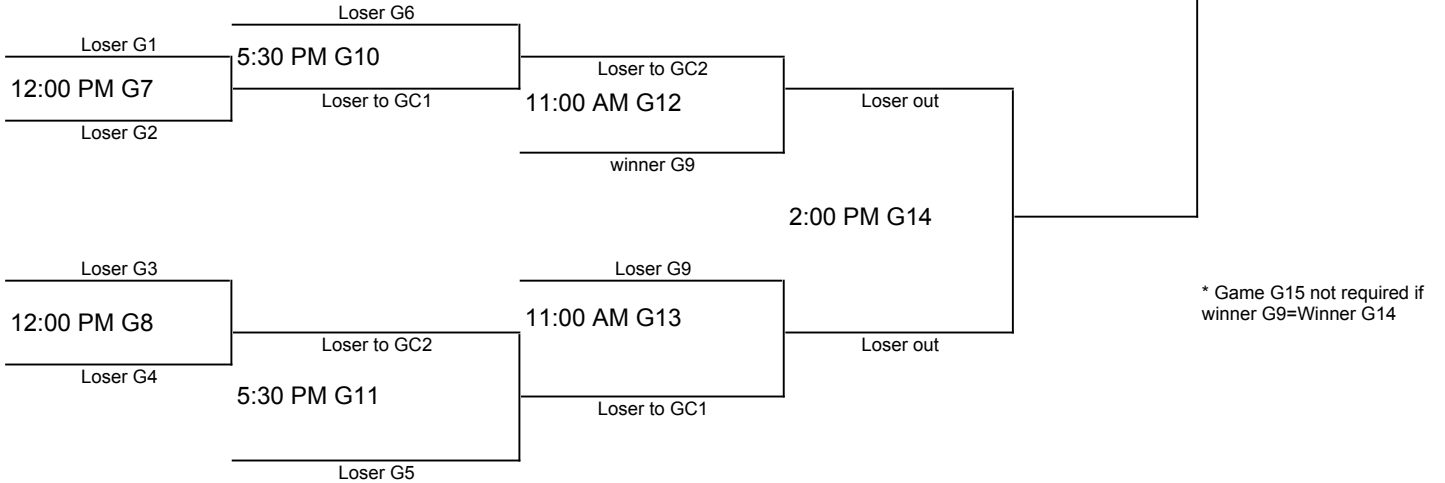 Loser G6
Loser G1
5:30 PM G10
Loser to GC2
12:00 PM G7
Loser to GC1
11:00 AM G12
Loser out
Loser G2
winner G9
2:00 PM G14
Loser G3
Loser G9
* Game G15 not required if
winner G9=Winner G14
12:00 PM G8
11:00 AM G13
Loser to GC2
Loser out
Loser G4
5:30 PM G11
Loser to GC1
Loser G5